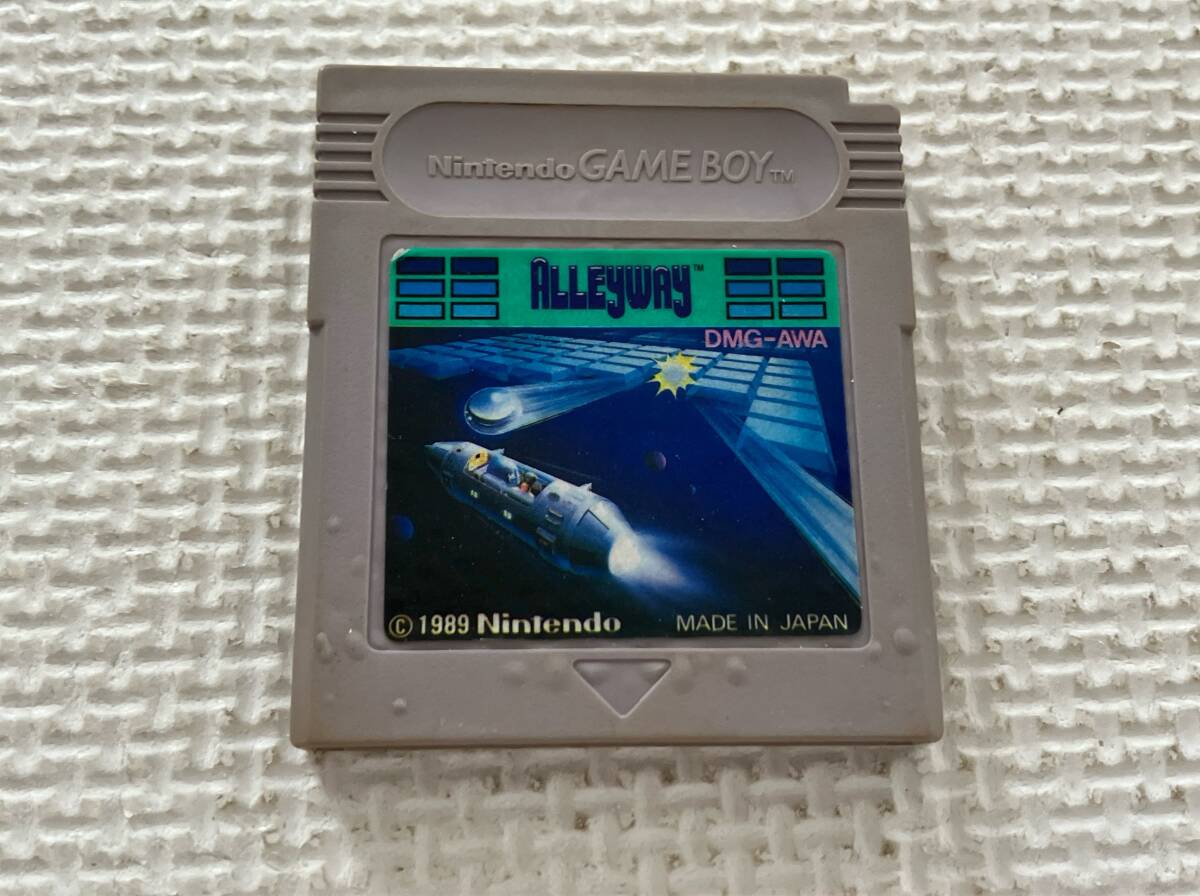 Nintendo GAME BOY™
ALLEYWAY™
DMG-AWA
© 1989 Nintendo MADE IN JAPAN